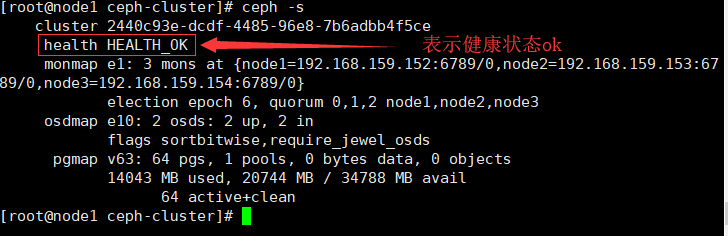 [root@node1 ceph-cluster]# ceph -s
cluster 2440c93e-dcdf-4485-96e8-7b6adbb4f5ce
health HEALTH_OK 表示健康状态ok
monmap e1: 3 mons at {node1=192.168.159.152:6789/0,node2=192.168.159.153:67
89/0,node3=192.168.159.154:6789/0}
election epoch 6, quorum 0,1,2 node1,node2,node3
osdmap e10: 2 osds: 2 up, 2 in
flags sortbitwise,require_jewel_osds
pgmap v63: 64 pgs, 1 pools, 0 bytes data, 0 objects
14043 MB used, 20744 MB / 34788 MB avail
64 active+clean
[root@node1 ceph-cluster]#